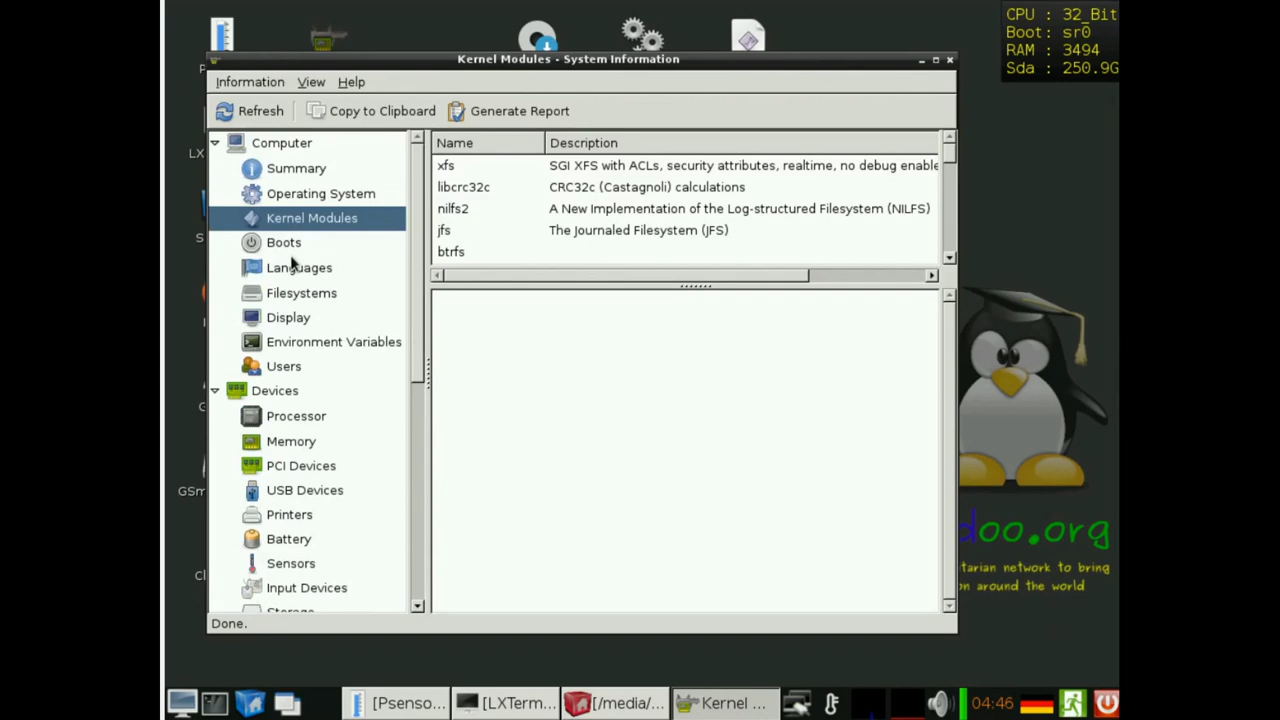 CPU : 32_Bit
Boot: sr0
RAM : 3494
Sda : 250.9G
Kernel Modules - System Information
Information View Help
Refresh Copy to Clipboard Generate Report
Computer
Summary
Operating System
Kernel Modules
Boots
Languages
Filesystems
Display
Environment Variables
Users
Devices
Processor
Memory
PCI Devices
USB Devices
Printers
Battery
Sensors
Input Devices
Storage
Name Description
xfs SGI XFS with ACLs, security attributes, realtime, no debug enable
libcrc32c CRC32c (Castagnoli) calculations
nilfs2 A New Implementation of the Log-structured Filesystem (NILFS)
jfs The Journaled Filesystem (JFS)
btrfs
Done.
LX
GSm
doo.org
tarian network to bring
on around the world
[Psenso... [LXTerm... [/media/... Kernel ... 04:46